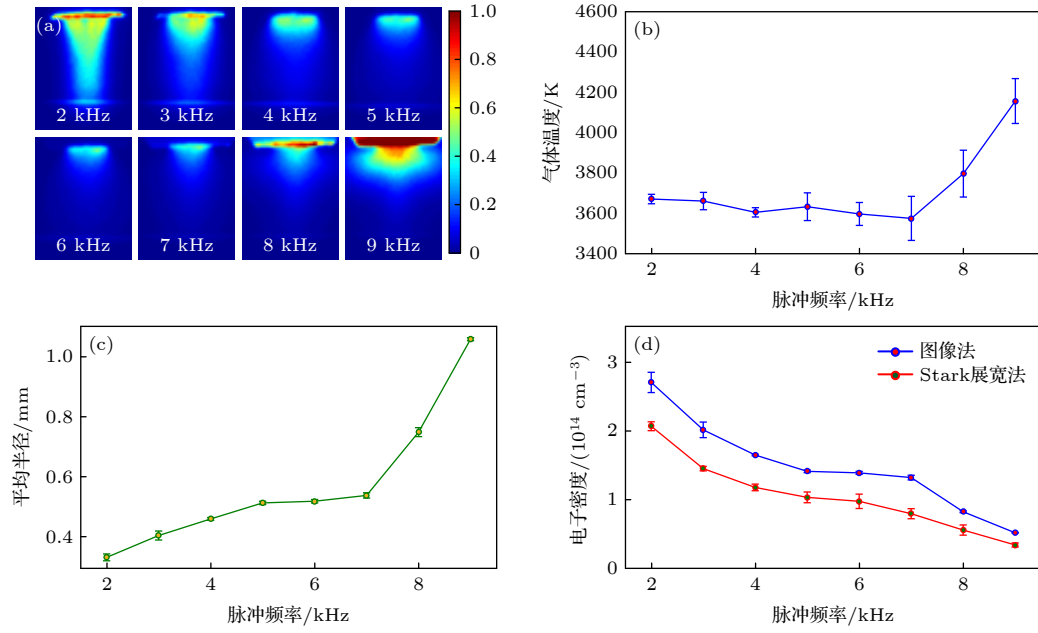 (a)
2 kHz 3 kHz 4 kHz 5 kHz
6 kHz 7 kHz 8 kHz 9 kHz
1.0
0.8
0.6
0.4
0.2
0
(b)
气体温度/K
4600
4400
4200
4000
3800
3600
3400
2 4 6 8
脉冲频率/kHz
(c)
平均半径/mm
1.0
0.8
0.6
0.4
2 4 6 8
脉冲频率/kHz
(d)
图像法
Stark展宽法
电子密度/(10¹⁴ cm⁻³)
3
2
1
0
2 4 6 8
脉冲频率/kHz